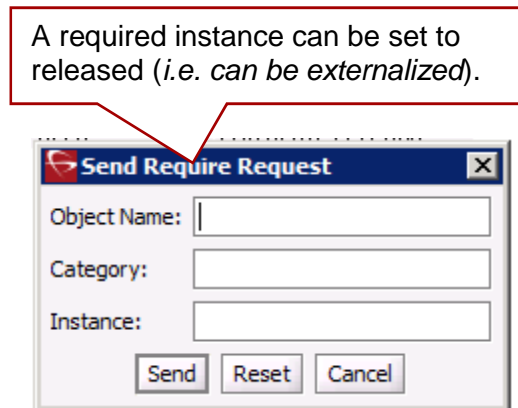 A required instance can be set to
released (i.e. can be externalized).
Send Require Request
Object Name:
Category:
Instance:
Send Reset Cancel